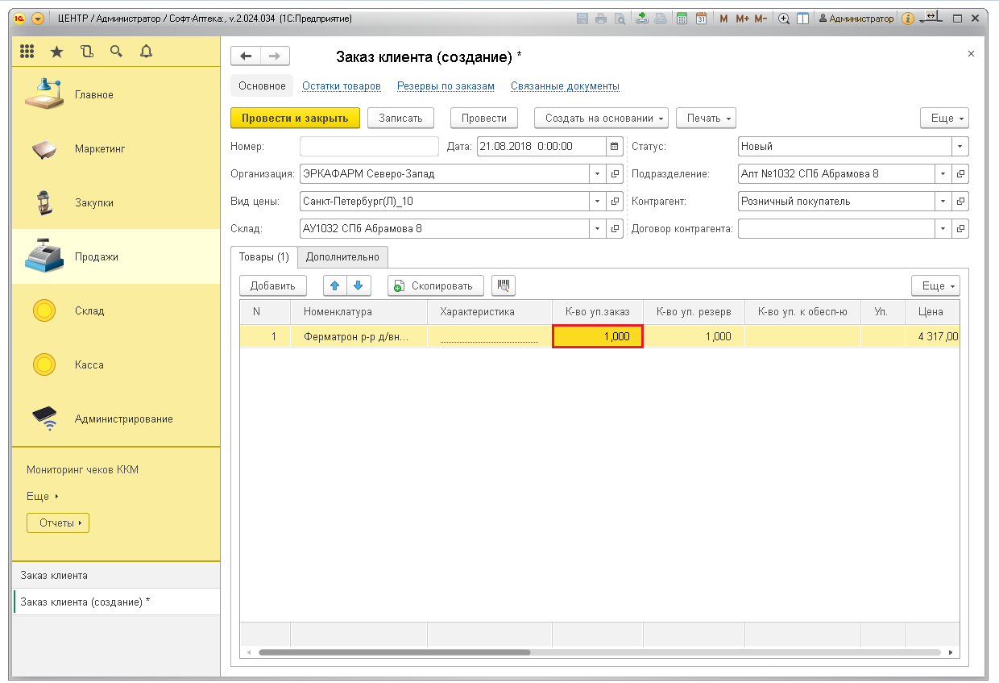 ЦЕНТР / Администратор / Софт-Аптека:, v.2.024.034 (1С:Предприятие)
M M+ M- Администратор
Заказ клиента (создание) *
Основное Остатки товаров Резервы по заказам Связанные документы
Провести и закрыть Записать Провести Создать на основании Печать Еще
Номер: Дата: 21.08.2018 0:00:00 Статус: Новый
Организация: ЭРКАФАРМ Северо-Запад Подразделение: Апт №1032 СПб Абрамова 8
Вид цены: Санкт-Петербург(Л)_10 Контрагент: Розничный покупатель
Склад: АУ1032 СПб Абрамова 8 Договор контрагента:
Товары (1) Дополнительно
Добавить Скопировать Еще
N Номенклатура Характеристика К-во уп.заказ К-во уп. резерв К-во уп. к обесп-ю Уп. Цена
1 Ферматрон р-р д/вн... 1,000 1,000 4 317,00
Главное
Маркетинг
Закупки
Продажи
Склад
Касса
Администрирование
Мониторинг чеков ККМ
Еще
Отчеты
Заказ клиента
Заказ клиента (создание) *